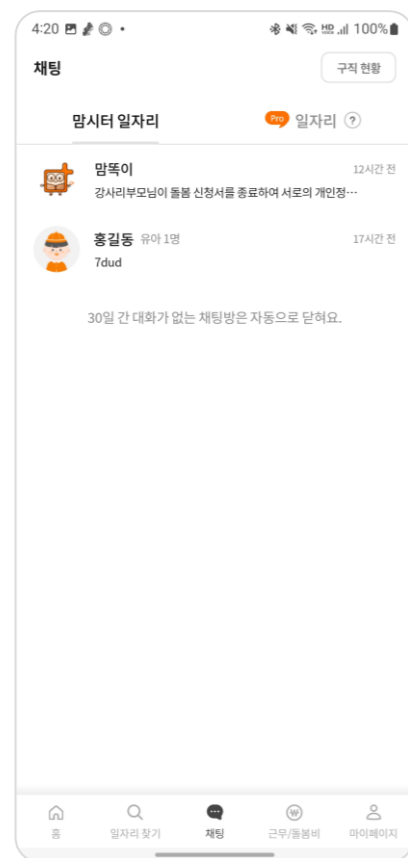 4:20 100%
채팅
구직 현황
맘시터 일자리
Pro 일자리 ?
맘똑이 12시간 전
강사리부모님이 돌봄 신청서를 종료하여 서로의 개인정…
홍길동 유아 1명 17시간 전
7dud
30일 간 대화가 없는 채팅방은 자동으로 닫혀요.
홈 일자리 찾기 채팅 근무/돌봄비 마이페이지